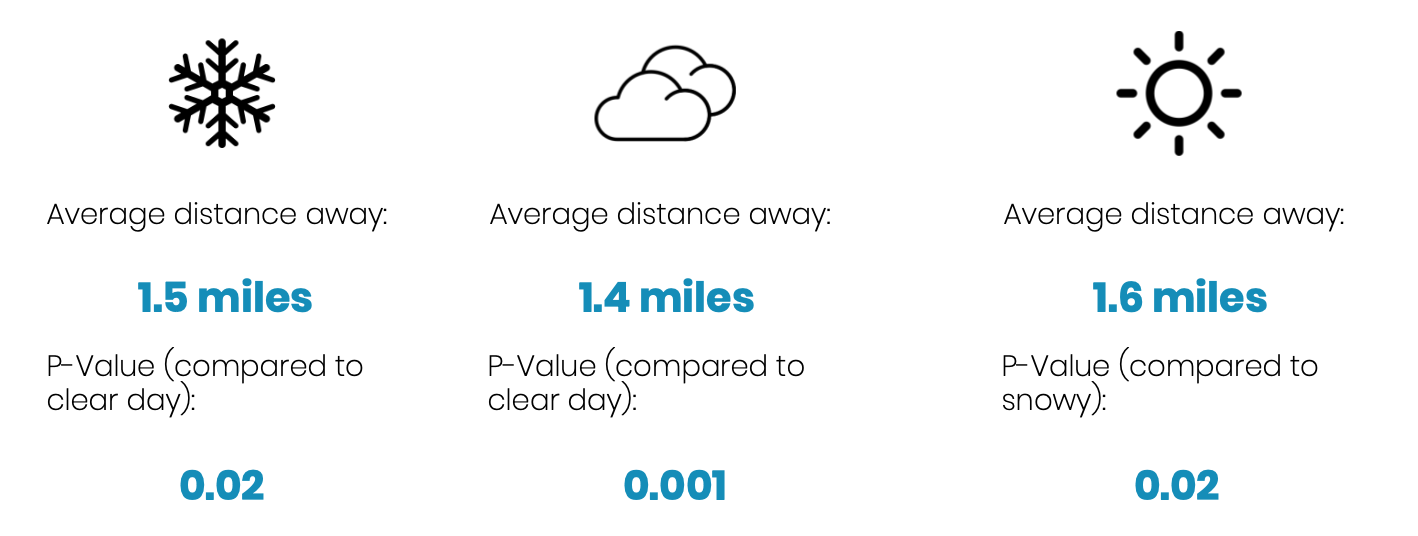 Average distance away:
1.5 miles
P-Value (compared to
clear day):
0.02
Average distance away:
1.4 miles
P-Value (compared to
clear day):
0.001
Average distance away:
1.6 miles
P-Value (compared to
snowy):
0.02